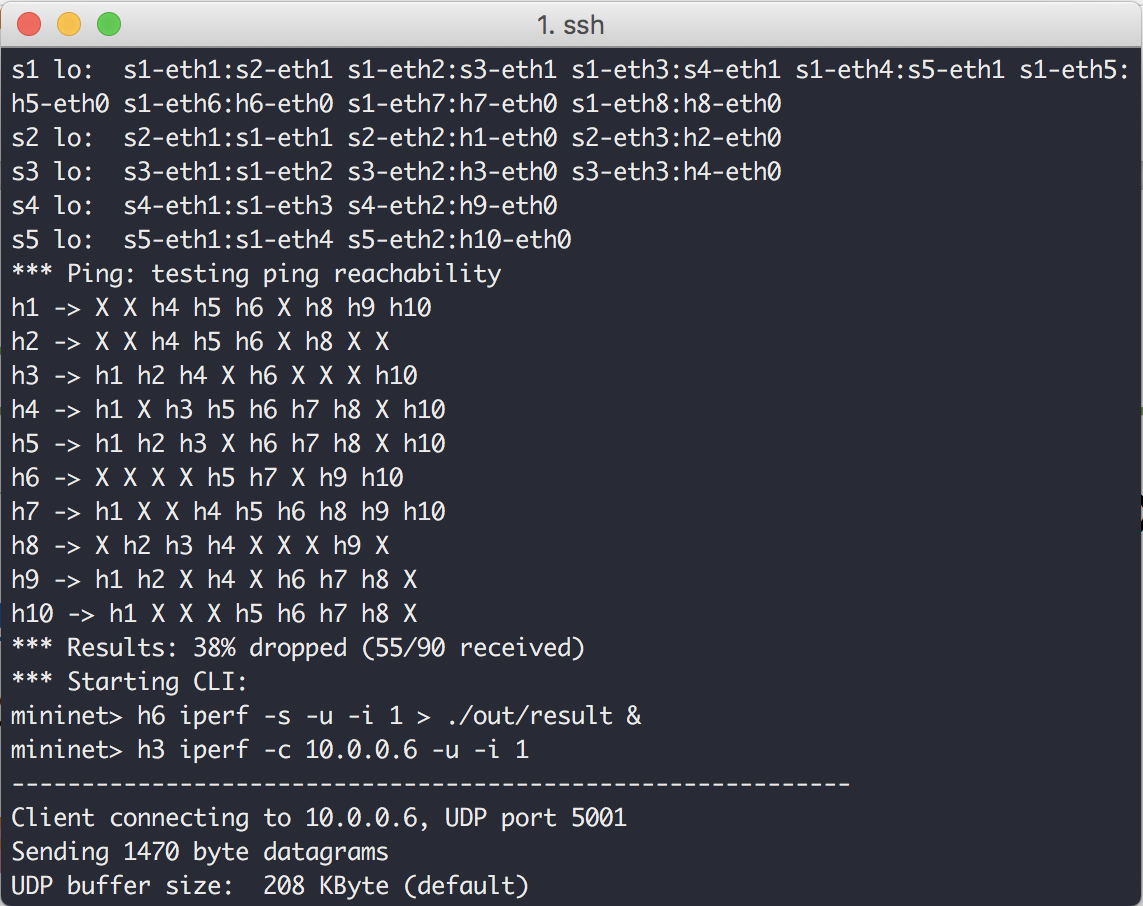 1. ssh
s1 lo:  s1-eth1:s2-eth1 s1-eth2:s3-eth1 s1-eth3:s4-eth1 s1-eth4:s5-eth1 s1-eth5:
h5-eth0 s1-eth6:h6-eth0 s1-eth7:h7-eth0 s1-eth8:h8-eth0
s2 lo:  s2-eth1:s1-eth1 s2-eth2:h1-eth0 s2-eth3:h2-eth0
s3 lo:  s3-eth1:s1-eth2 s3-eth2:h3-eth0 s3-eth3:h4-eth0
s4 lo:  s4-eth1:s1-eth3 s4-eth2:h9-eth0
s5 lo:  s5-eth1:s1-eth4 s5-eth2:h10-eth0
*** Ping: testing ping reachability
h1 -> X X h4 h5 h6 X h8 h9 h10
h2 -> X X h4 h5 h6 X h8 X X
h3 -> h1 h2 h4 X h6 X X X h10
h4 -> h1 X h3 h5 h6 h7 h8 X h10
h5 -> h1 h2 h3 X h6 h7 h8 X h10
h6 -> X X X X h5 h7 X h9 h10
h7 -> h1 X X h4 h5 h6 h8 h9 h10
h8 -> X h2 h3 h4 X X X h9 X
h9 -> h1 h2 X h4 X h6 h7 h8 X
h10 -> h1 X X X h5 h6 h7 h8 X
*** Results: 38% dropped (55/90 received)
*** Starting CLI:
mininet> h6 iperf -s -u -i 1 > ./out/result &
mininet> h3 iperf -c 10.0.0.6 -u -i 1
------------------------------------------------------------
Client connecting to 10.0.0.6, UDP port 5001
Sending 1470 byte datagrams
UDP buffer size:  208 KByte (default)